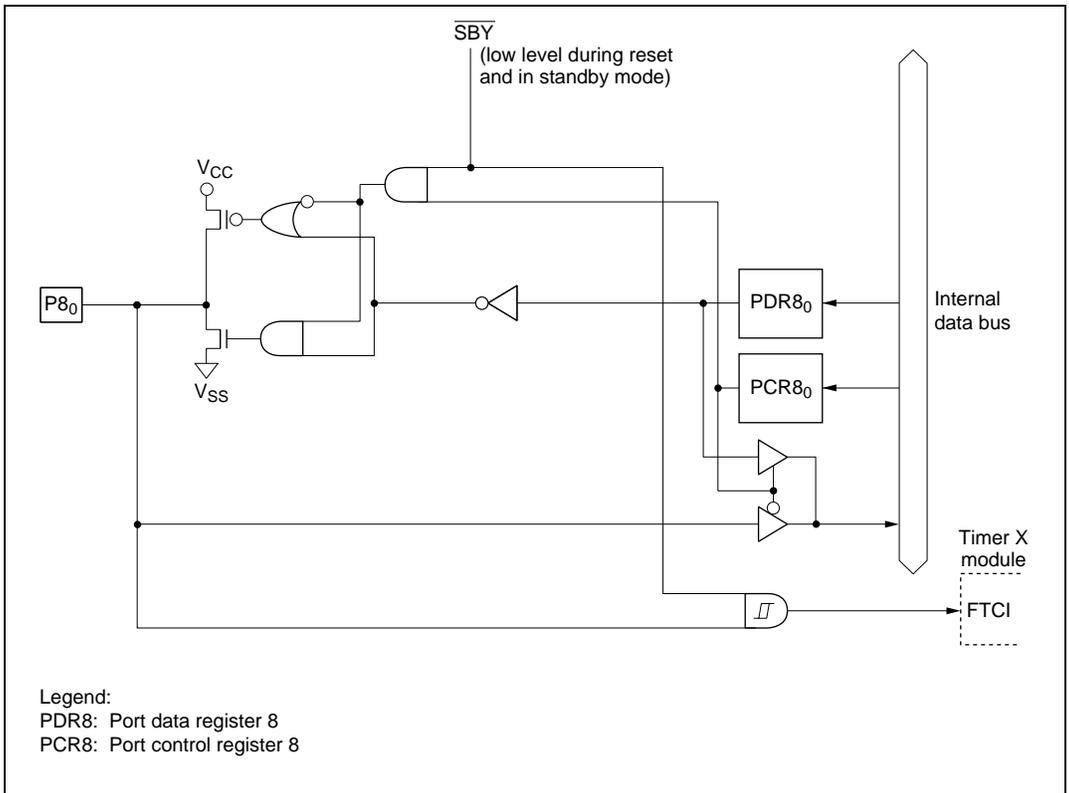 SBY
(low level during reset
and in standby mode)
VCC
P80
VSS
PDR80
PCR80
Internal
data bus
Timer X
module
FTCI
Legend:
PDR8: Port data register 8
PCR8: Port control register 8